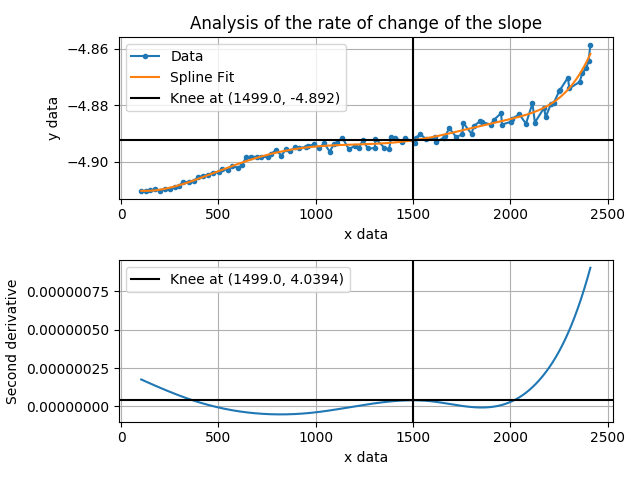 Analysis of the rate of change of the slope
−4.86
−4.88
−4.90
y data
Data
Spline Fit
Knee at (1499.0, -4.892)
0
500
1000
1500
2000
2500
x data
0.00000075
0.00000050
0.00000025
0.00000000
Second derivative
Knee at (1499.0, 4.0394)
0
500
1000
1500
2000
2500
x data